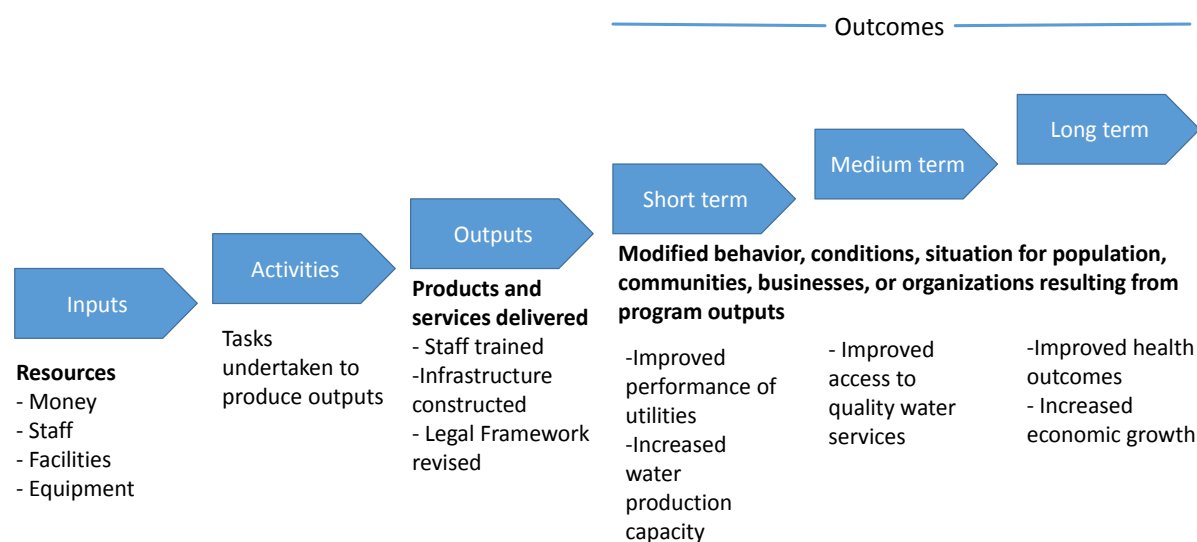 Outcomes
Inputs
Resources
- Money
- Staff
- Facilities
- Equipment
Activities
Tasks
undertaken to
produce outputs
Outputs
Products and
services delivered
- Staff trained
-Infrastructure
constructed
- Legal Framework
revised
Short term
Medium term
Long term
Modified behavior, conditions, situation for population,
communities, businesses, or organizations resulting from
program outputs
-Improved
performance of
utilities
-Increased
water
production
capacity
- Improved
access to
quality water
services
-Improved health
outcomes
- Increased
economic growth